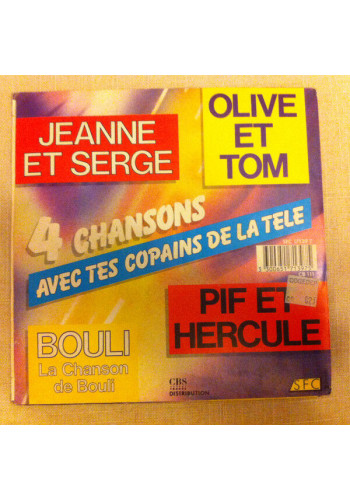 JEANNE
ET SERGE
OLIVE
ET
TOM
4 CHANSONS
AVEC TES COPAINS DE LA TELE
PIF ET
HERCULE
BOULI
La Chanson
de Bouli
CBS
DISTRIBUTION
SFC